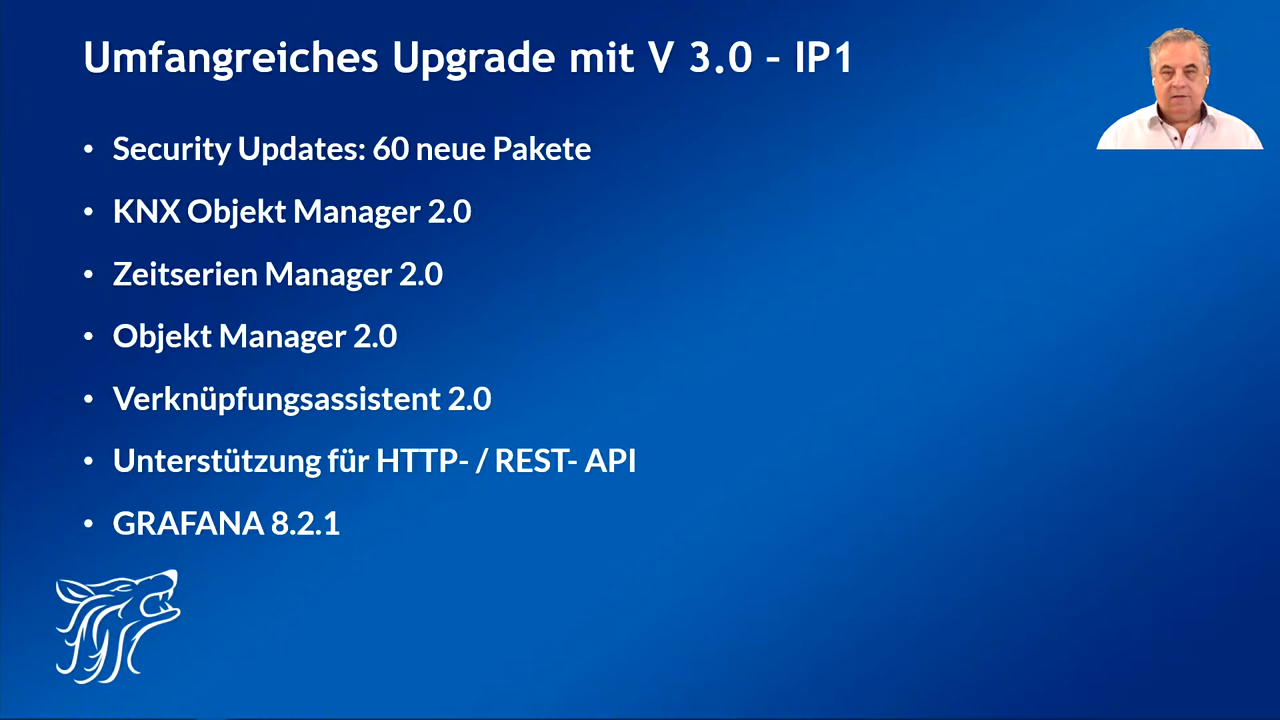 Umfangreiches Upgrade mit V 3.0 – IP1
• Security Updates: 60 neue Pakete
• KNX Objekt Manager 2.0
• Zeitserien Manager 2.0
• Objekt Manager 2.0
• Verknüpfungsassistent 2.0
• Unterstützung für HTTP- / REST- API
• GRAFANA 8.2.1